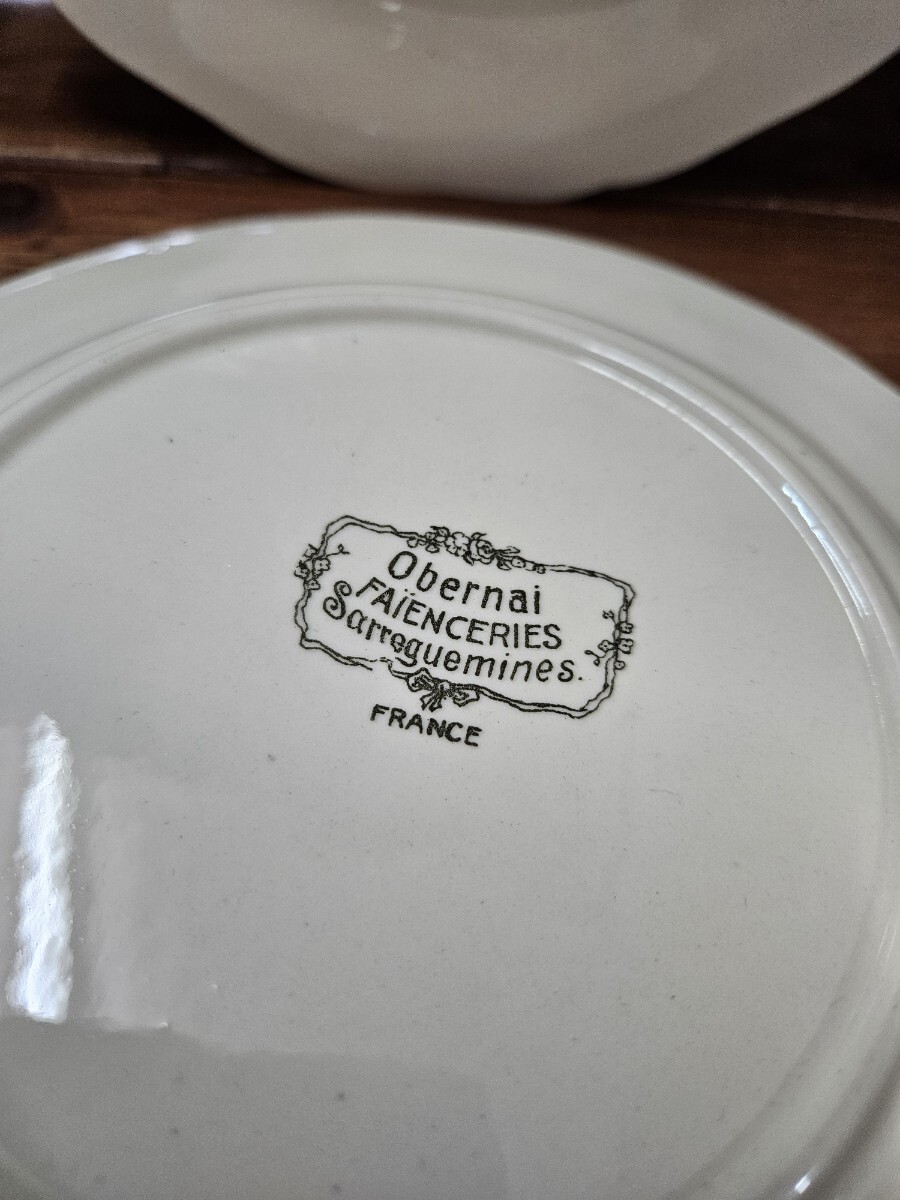 Obernai
FAÏENCERIES
Sarreguemines.
FRANCE